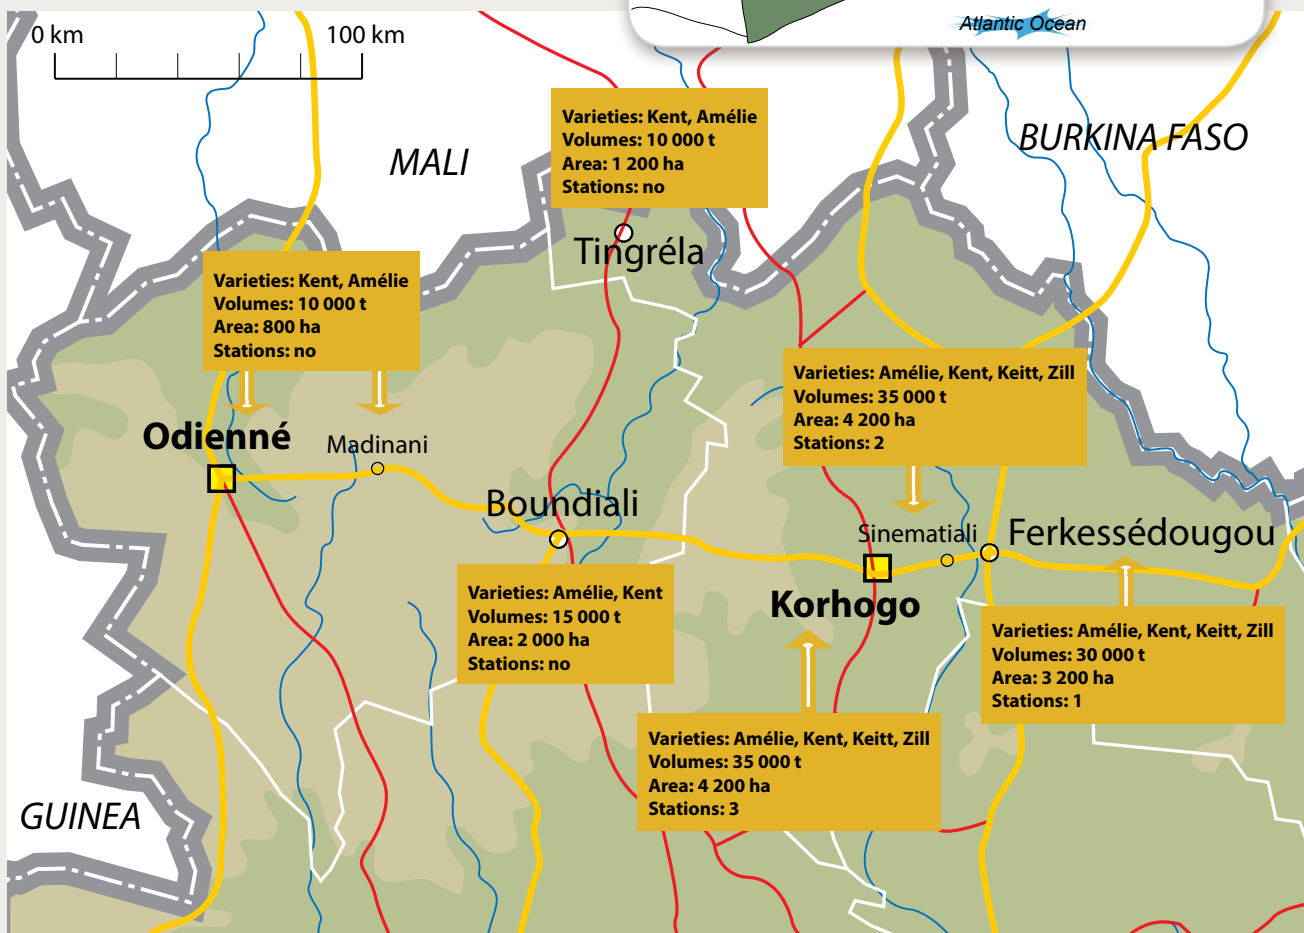 Atlantic Ocean
0 km 100 km
MALI
BURKINA FASO
Varieties: Kent, Amélie
Volumes: 10 000 t
Area: 1 200 ha
Stations: no
Tingréla
Varieties: Kent, Amélie
Volumes: 10 000 t
Area: 800 ha
Stations: no
Varieties: Amélie, Kent, Keitt, Zill
Volumes: 35 000 t
Area: 4 200 ha
Stations: 2
Odienné
Madinani
Boundiali
Sinematiali
Ferkessédougou
Korhogo
Varieties: Amélie, Kent
Volumes: 15 000 t
Area: 2 000 ha
Stations: no
Varieties: Amélie, Kent, Keitt, Zill
Volumes: 30 000 t
Area: 3 200 ha
Stations: 1
Varieties: Amélie, Kent, Keitt, Zill
Volumes: 35 000 t
Area: 4 200 ha
Stations: 3
GUINEA